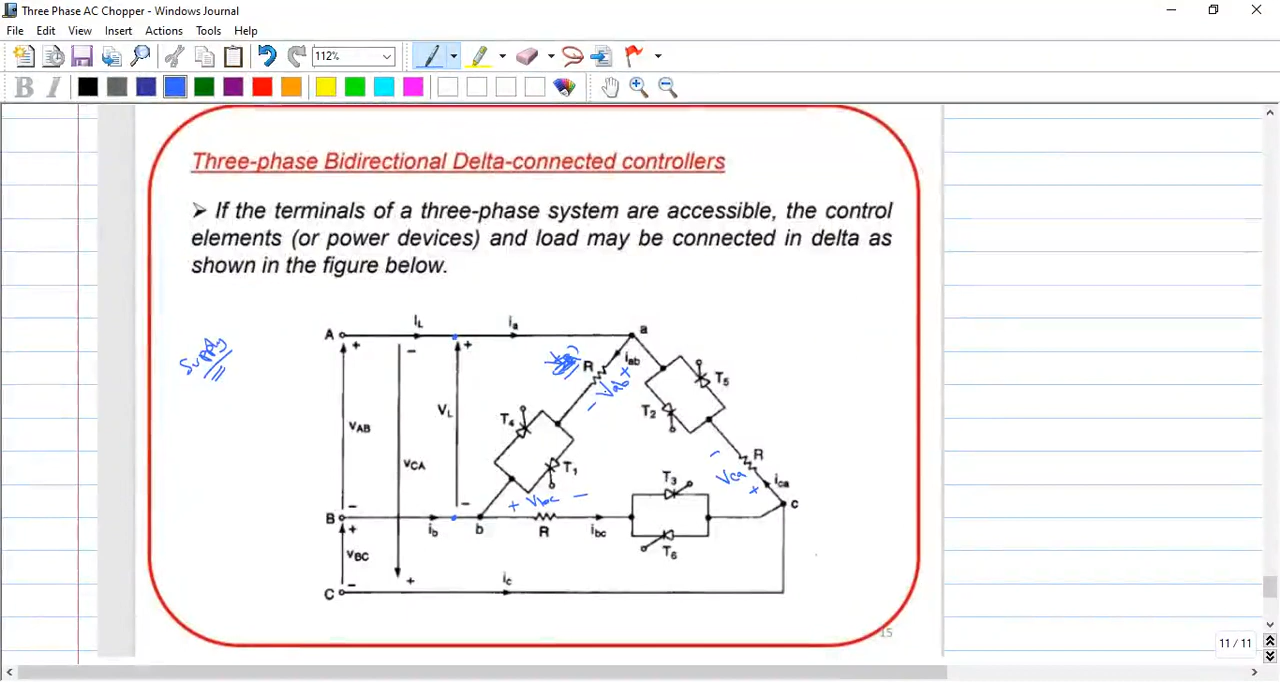 Three Phase AC Chopper - Windows Journal
File Edit View Insert Actions Tools Help
112%
B I
Three-phase Bidirectional Delta-connected controllers
➢ If the terminals of a three-phase system are accessible, the control
elements (or power devices) and load may be connected in delta as
shown in the figure below.
Supply
A
+
iL
−
+
ia
a
R
iab
− Vab +
T5
T2
T4
T1
VAB
VL
VCA
R
− Vca +
ica
c
T3
+ Vbc −
−
−
B
ib
b
R
ibc
T6
+
VBC
−
+
C
ic
15
11 / 11